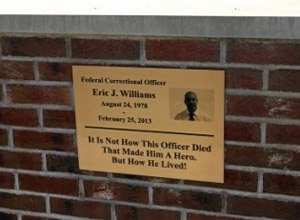 Federal Correctional Officer
Eric J. Williams
August 24, 1978
-
February 25, 2013
It Is Not How This Officer Died
That Made Him A Hero.
But How He Lived!